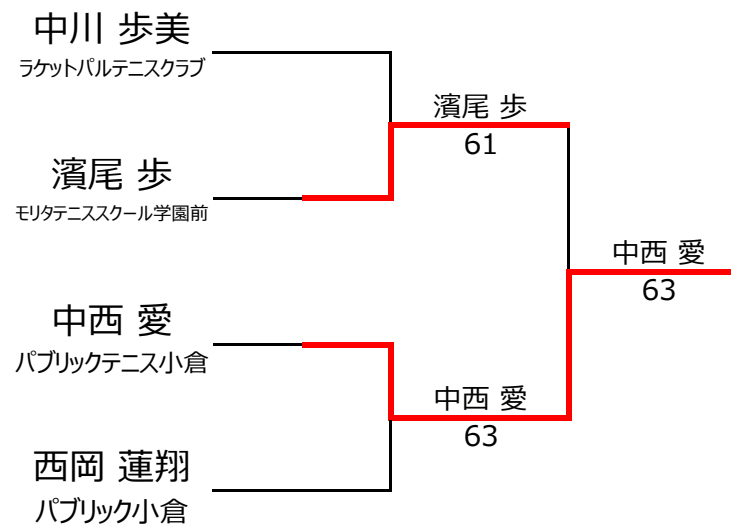 中川 歩美
ラケットパルテニスクラブ
濱尾 歩
61
濱尾 歩
モリタテニススクール学園前
中西 愛
63
中西 愛
パブリックテニス小倉
中西 愛
63
西岡 蓮翔
パブリック小倉